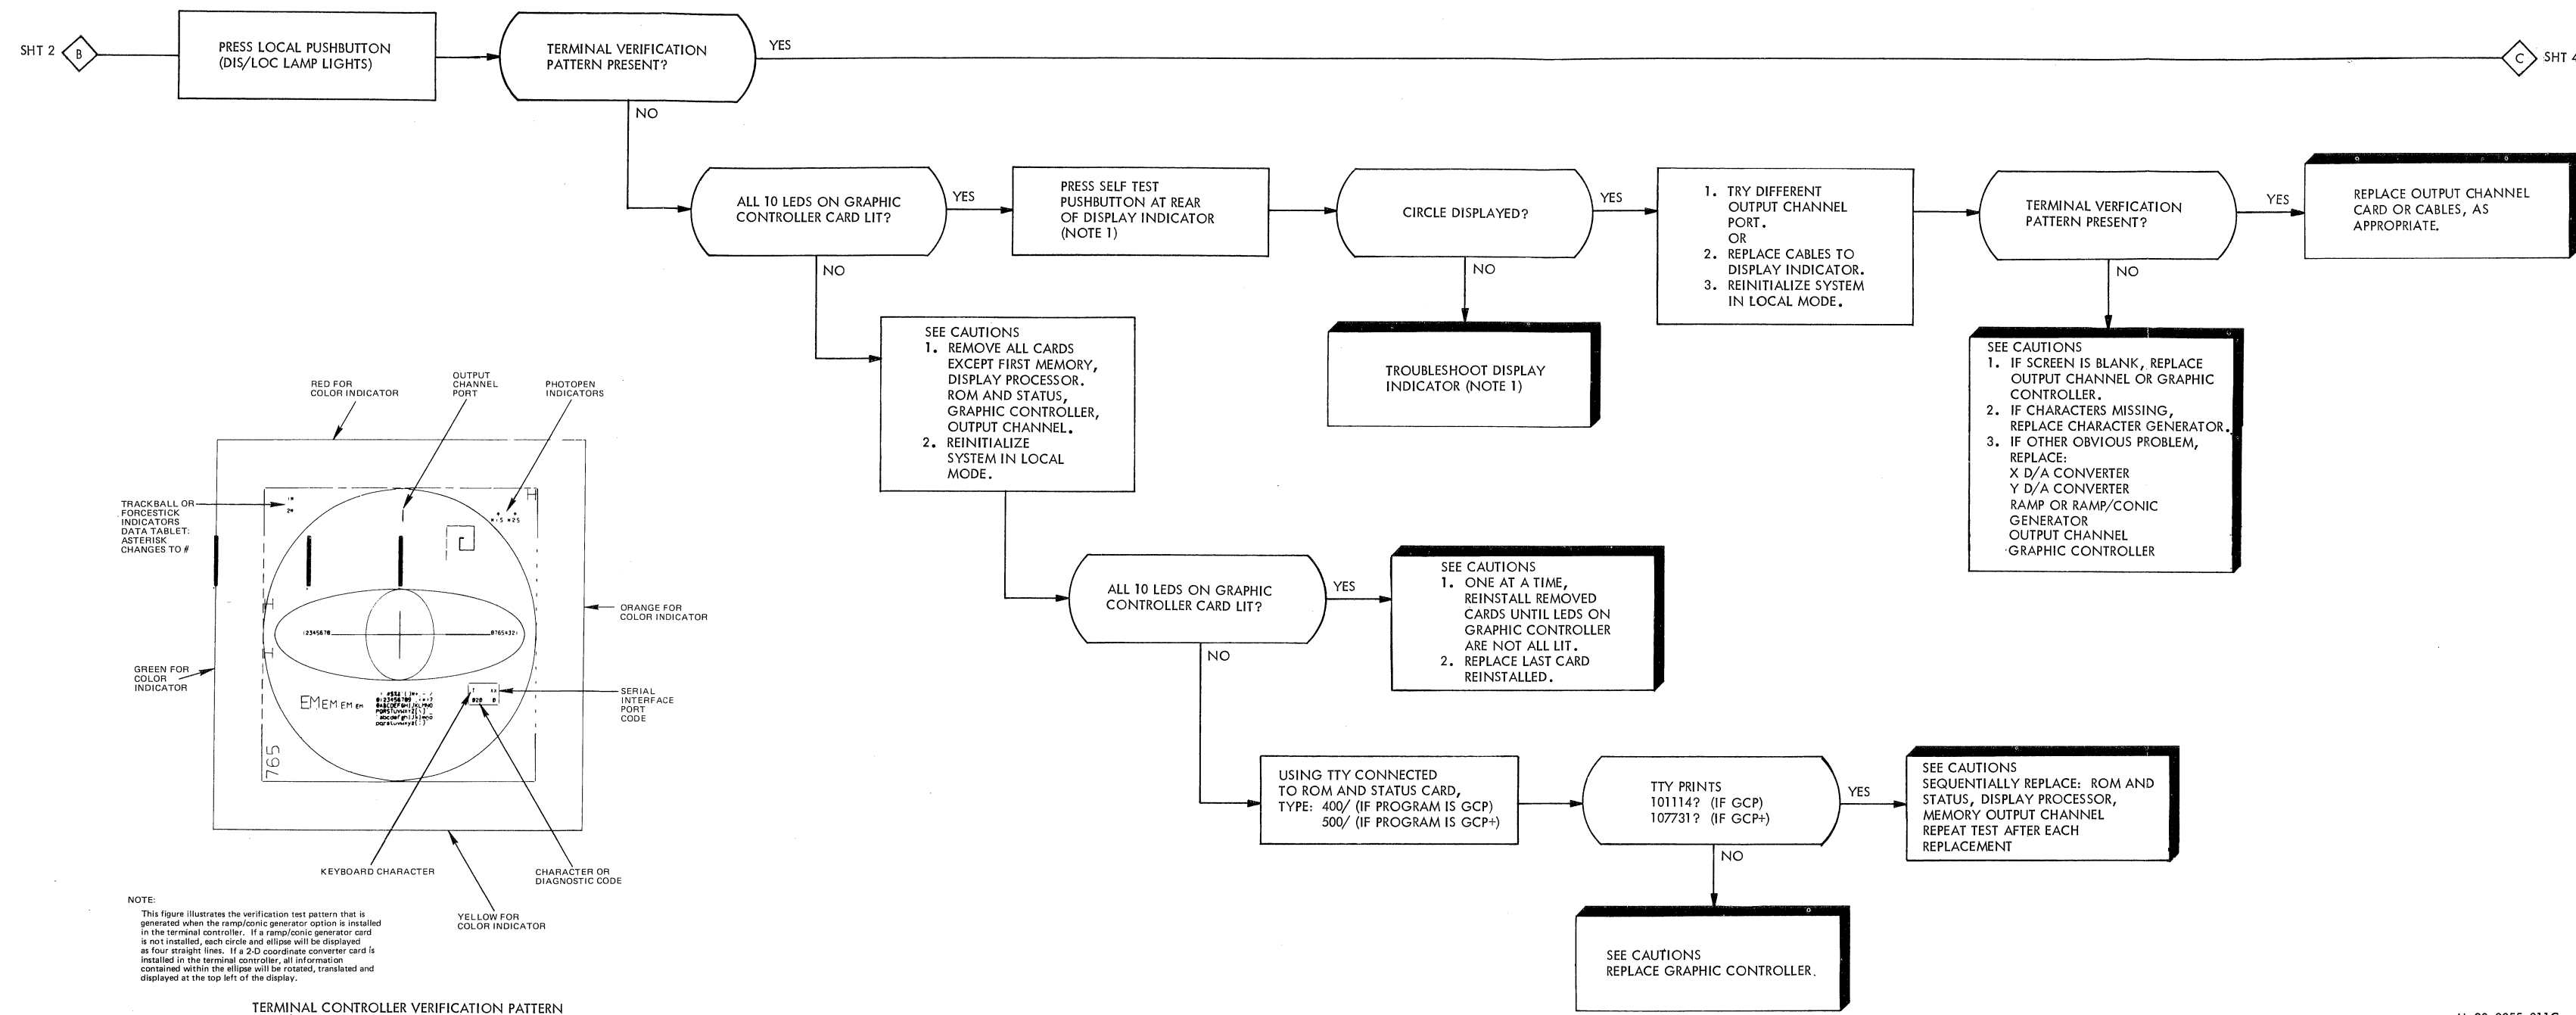 SHT 2
B
PRESS LOCAL PUSHBUTTON
(DIS/LOC LAMP LIGHTS)
TERMINAL VERIFICATION
PATTERN PRESENT?
YES
C
SHT 4
NO
ALL 10 LEDS ON GRAPHIC
CONTROLLER CARD LIT?
YES
PRESS SELF TEST
PUSHBUTTON AT REAR
OF DISPLAY INDICATOR
(NOTE 1)
CIRCLE DISPLAYED?
YES
1. TRY DIFFERENT
OUTPUT CHANNEL
PORT.
OR
2. REPLACE CABLES TO
DISPLAY INDICATOR.
3. REINITIALIZE SYSTEM
IN LOCAL MODE.
TERMINAL VERFICATION
PATTERN PRESENT?
YES
REPLACE OUTPUT CHANNEL
CARD OR CABLES, AS
APPROPRIATE.
NO
NO
NO
SEE CAUTIONS
1. REMOVE ALL CARDS
EXCEPT FIRST MEMORY,
DISPLAY PROCESSOR.
ROM AND STATUS,
GRAPHIC CONTROLLER,
OUTPUT CHANNEL.
2. REINITIALIZE
SYSTEM IN LOCAL
MODE.
TROUBLESHOOT DISPLAY
INDICATOR (NOTE 1)
SEE CAUTIONS
1. IF SCREEN IS BLANK, REPLACE
OUTPUT CHANNEL OR GRAPHIC
CONTROLLER.
2. IF CHARACTERS MISSING,
REPLACE CHARACTER GENERATOR.
3. IF OTHER OBVIOUS PROBLEM,
REPLACE:
X D/A CONVERTER
Y D/A CONVERTER
RAMP OR RAMP/CONIC
GENERATOR
OUTPUT CHANNEL
GRAPHIC CONTROLLER
ALL 10 LEDS ON GRAPHIC
CONTROLLER CARD LIT?
YES
SEE CAUTIONS
1. ONE AT A TIME,
REINSTALL REMOVED
CARDS UNTIL LEDS ON
GRAPHIC CONTROLLER
ARE NOT ALL LIT.
2. REPLACE LAST CARD
REINSTALLED.
NO
USING TTY CONNECTED
TO ROM AND STATUS CARD,
TYPE: 400/ (IF PROGRAM IS GCP)
500/ (IF PROGRAM IS GCP+)
TTY PRINTS
101114? (IF GCP)
107731? (IF GCP+)
YES
SEE CAUTIONS
SEQUENTIALLY REPLACE: ROM AND
STATUS, DISPLAY PROCESSOR,
MEMORY OUTPUT CHANNEL
REPEAT TEST AFTER EACH
REPLACEMENT
NO
SEE CAUTIONS
REPLACE GRAPHIC CONTROLLER.
RED FOR
COLOR INDICATOR
OUTPUT
CHANNEL
PORT
PHOTOPEN
INDICATORS
TRACKBALL OR
FORCESTICK
INDICATORS
DATA TABLET:
ASTERISK
CHANGES TO #
ORANGE FOR
COLOR INDICATOR
GREEN FOR
COLOR
INDICATOR
EM EM EM EM
765
SERIAL
INTERFACE
PORT
CODE
KEYBOARD CHARACTER
CHARACTER OR
DIAGNOSTIC CODE
YELLOW FOR
COLOR INDICATOR
NOTE:
This figure illustrates the verification test pattern that is
generated when the ramp/conic generator option is installed
in the terminal controller. If a ramp/conic generator card
is not installed, each circle and ellipse will be displayed
as four straight lines. If a 2-D coordinate converter card is
installed in the terminal controller, all information
contained within the ellipse will be rotated, translated and
displayed at the top left of the display.
TERMINAL CONTROLLER VERIFICATION PATTERN